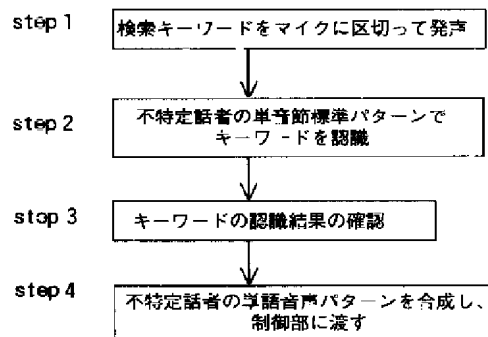 step 1
検索キーワードをマイクに区切って発声
step 2
不特定話者の単音節標準パターンで
キーワードを認識
step 3
キーワードの認識結果の確認
step 4
不特定話者の単語音声パターンを合成し、
制御部に渡す